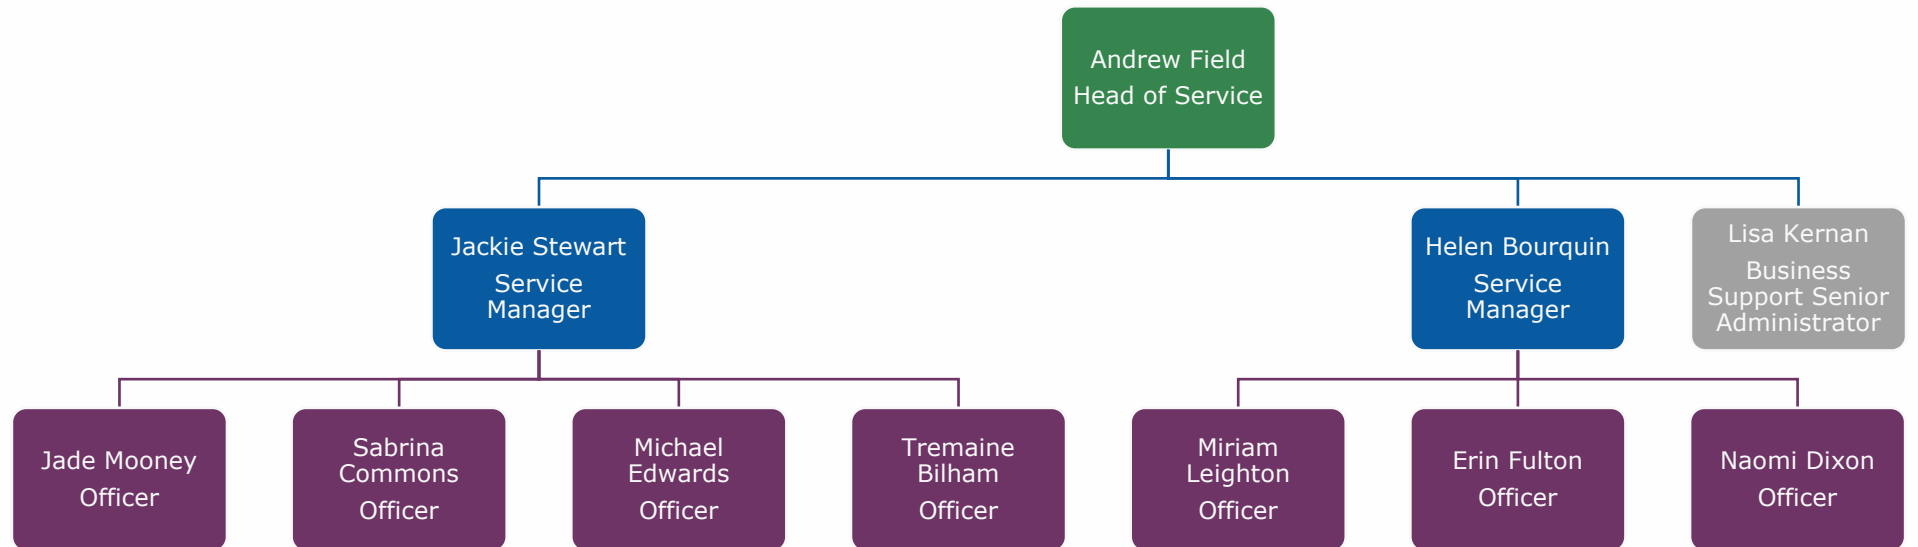 Andrew Field
Head of Service
Jackie Stewart
Service
Manager
Helen Bourquin
Service
Manager
Lisa Kernan
Business
Support Senior
Administrator
Jade Mooney
Officer
Sabrina
Commons
Officer
Michael
Edwards
Officer
Tremaine
Bilham
Officer
Miriam
Leighton
Officer
Erin Fulton
Officer
Naomi Dixon
Officer